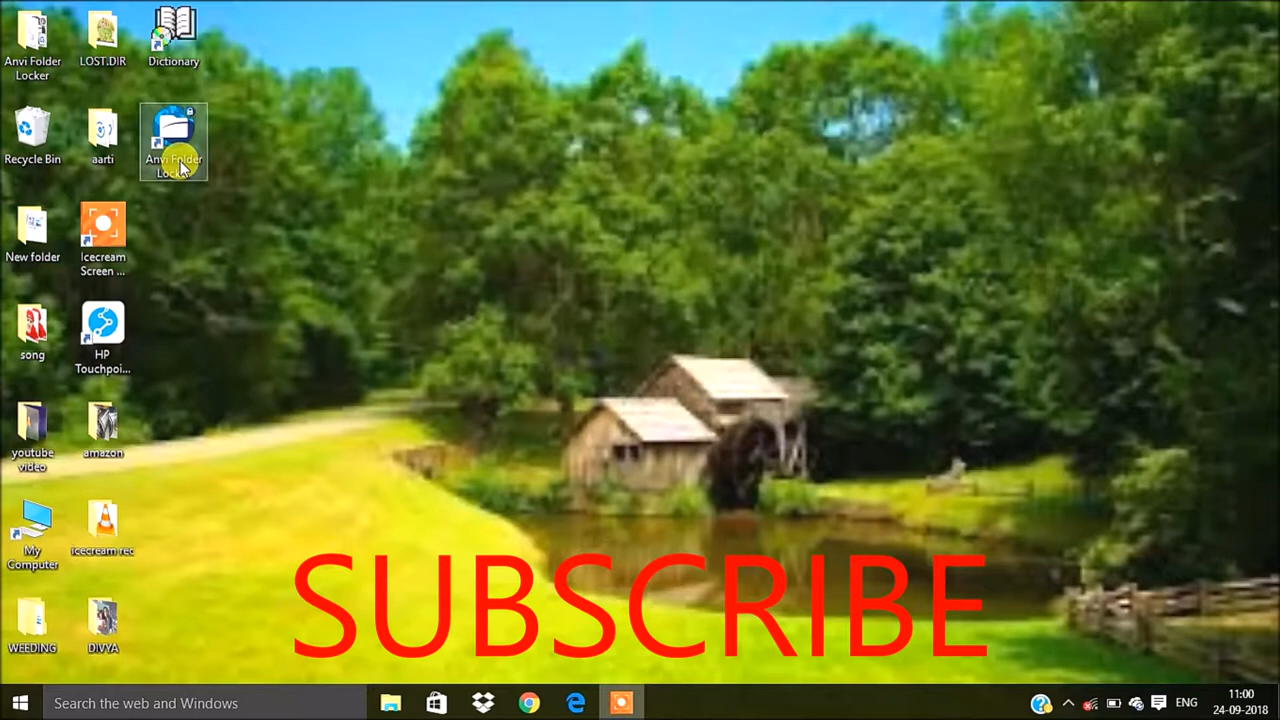 Anvi Folder
Locker
LOST.DIR
Dictionary
Recycle Bin
aarti
Anvi Folder
Locker
New folder
Icecream
Screen ...
song
HP
Touchpoi...
youtube
video
amazon
My
Computer
icecream rec
WEEDING
DIVYA
SUBSCRIBE
Search the web and Windows
ENG
11:00
24-09-2018